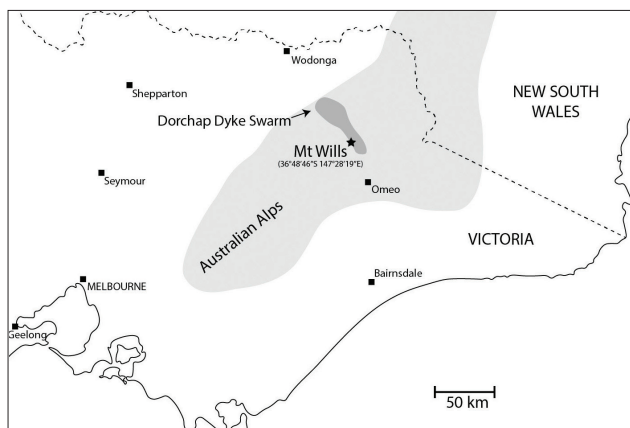 Wodonga
Shepparton
NEW SOUTH
WALES
Dorchap Dyke Swarm
Mt Wills
(36°48'46"S 147°28'19"E)
Seymour
Omeo
Australian Alps
VICTORIA
Bairnsdale
MELBOURNE
Geelong
50 km